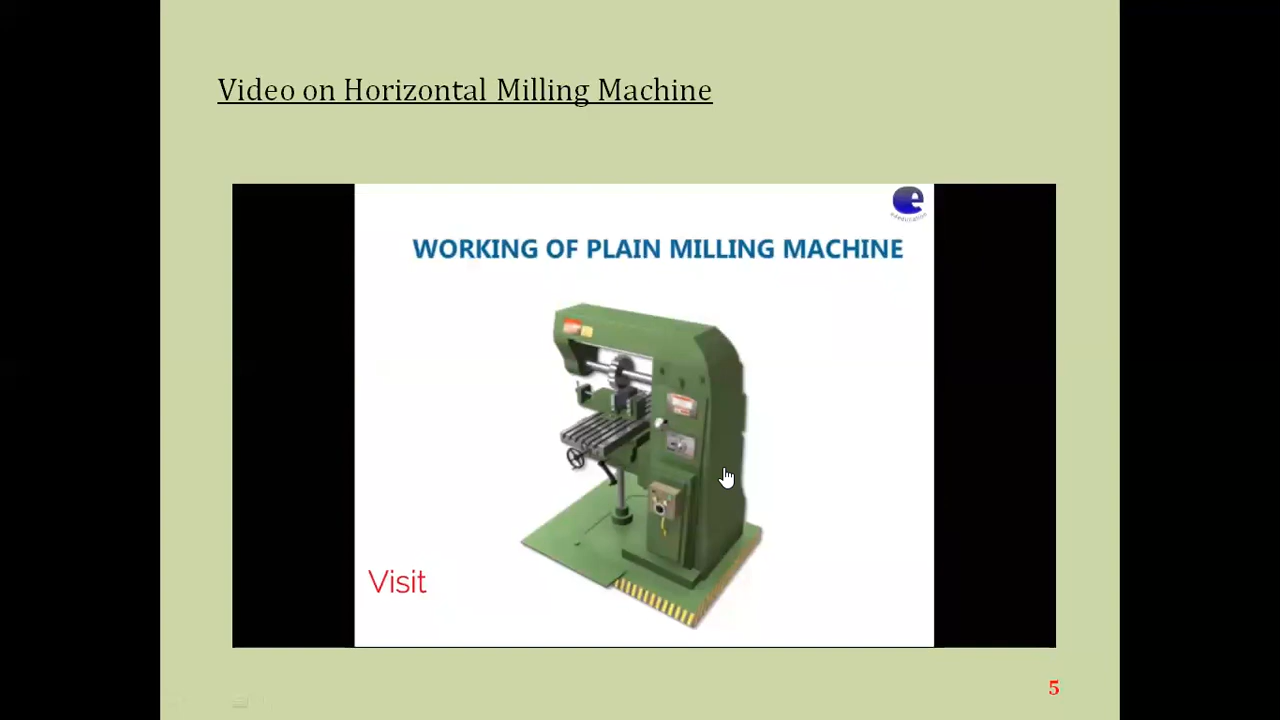 Video on Horizontal Milling Machine
e
WORKING OF PLAIN MILLING MACHINE
Visit
5